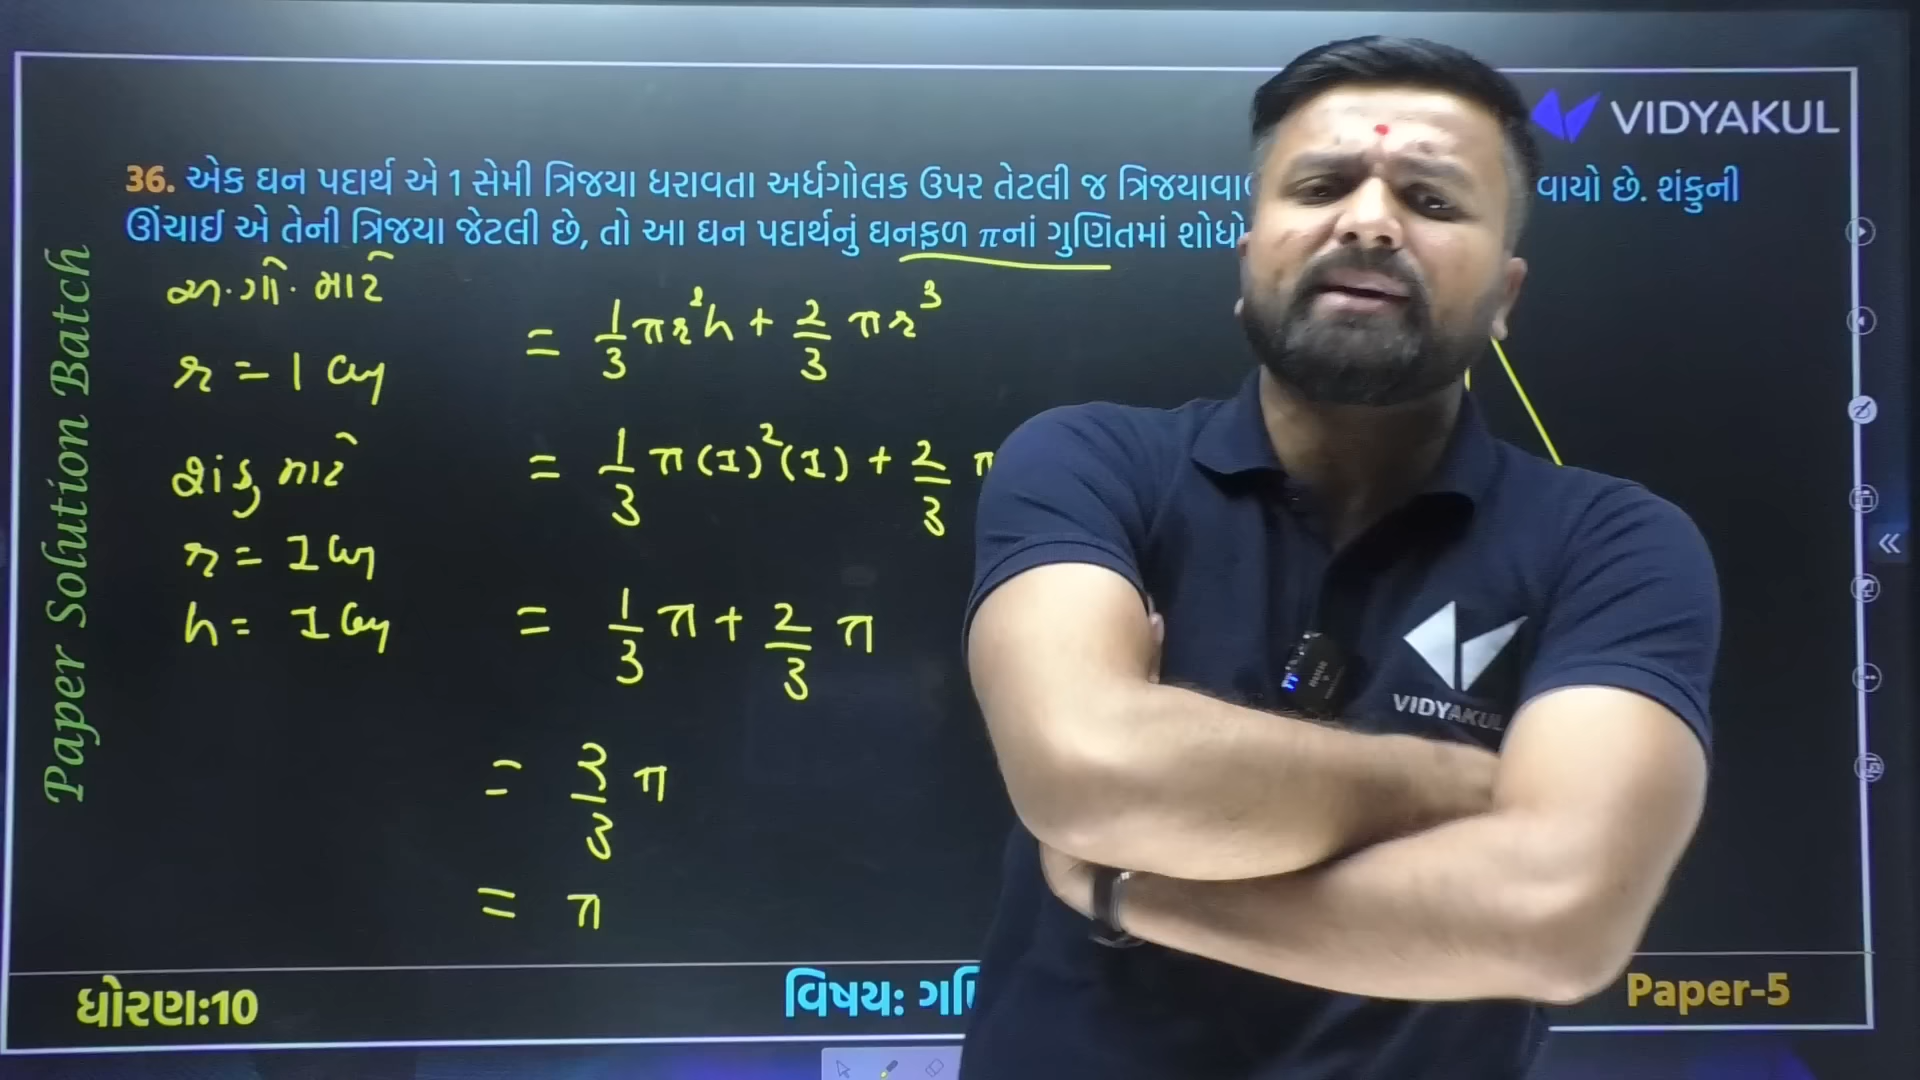 VIDYAKUL
36. એક ઘન પદાર્થ એ 1 સેમી ત્રિજયા ધરાવતા અર્ધગોલક ઉપર તેટલી જ વાયો છે. શંકુની
ઊંચાઈ એ તેની ત્રિજયા જેટલી છે, તો આ ઘન પદાર્થનું ઘનફળ πનાં ગુણિતમાં શોધો
અ.ગો. માટે
r = 1 cm
શંકુ માટે
r = 1 cm
h = 1 cm
= 1/3 πr²h + 2/3 πr³
= 1/3 π(1)²(1) + 2/3 π
= 1/3 π + 2/3 π
= 3/3 π
= π
Paper Solution Batch
VIDYAKUL
ધોરણ:10
વિષય:
Paper-5